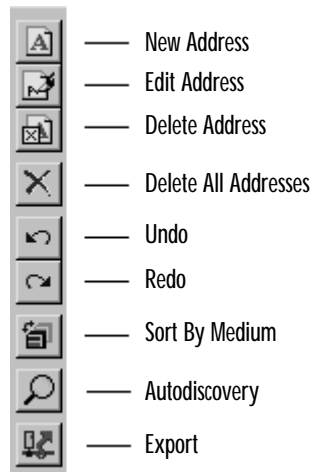 New Address
Edit Address
Delete Address
Delete All Addresses
Undo
Redo
Sort By Medium
Autodiscovery
Export